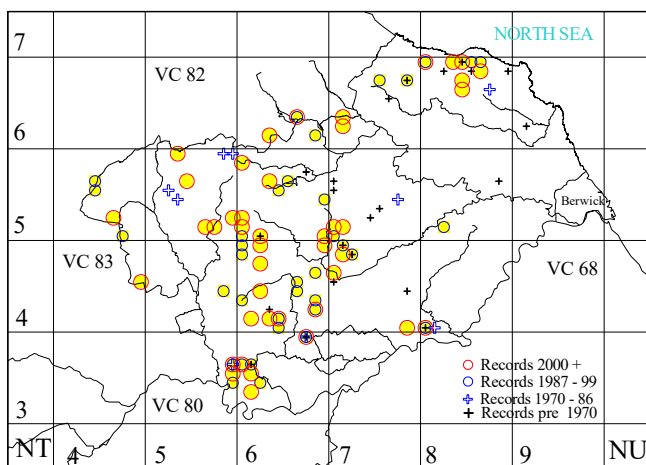 7
NORTH SEA
VC 82
6
Berwick
5
VC 83
VC 68
4
Records 2000 +
Records 1987 - 99
VC 80
Records 1970 - 86
Records pre 1970
3
NT 4 5 6 7 8 9 NU